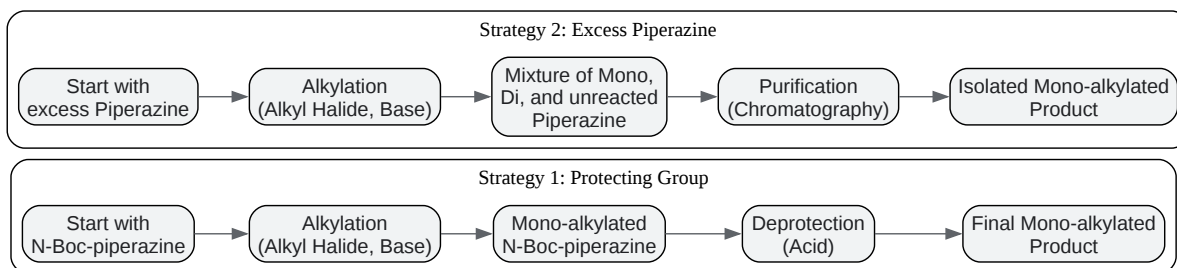 Strategy 2: Excess Piperazine
Start with
excess Piperazine
Alkylation
(Alkyl Halide, Base)
Mixture of Mono,
Di, and unreacted
Piperazine
Purification
(Chromatography)
Isolated Mono-alkylated
Product
Strategy 1: Protecting Group
Start with
N-Boc-piperazine
Alkylation
(Alkyl Halide, Base)
Mono-alkylated
N-Boc-piperazine
Deprotection
(Acid)
Final Mono-alkylated
Product